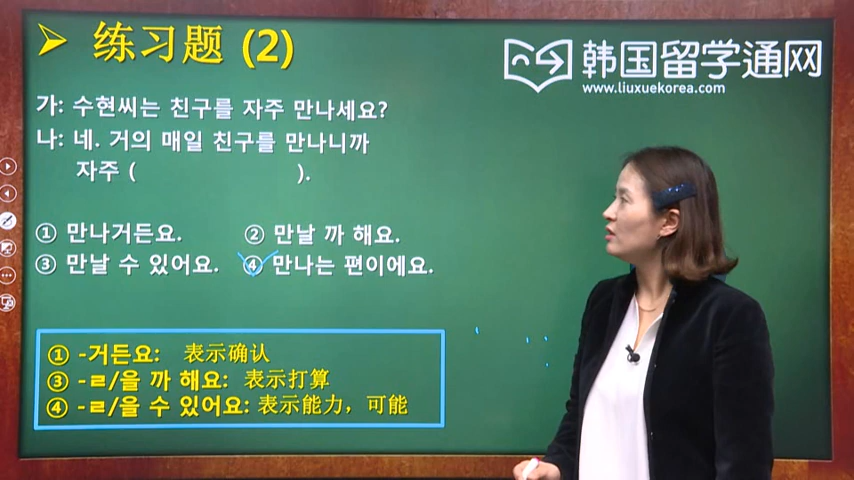 练习题 (2)
韩国留学通网
www.liuxuekorea.com
가: 수현씨는 친구를 자주 만나세요?
나: 네. 거의 매일 친구를 만나니까
자주 ( ).
① 만나거든요. ② 만날 까 해요.
③ 만날 수 있어요. ④ 만나는 편이에요.
① -거든요: 表示确认
③ -ㄹ/을 까 해요: 表示打算
④ -ㄹ/을 수 있어요: 表示能力，可能